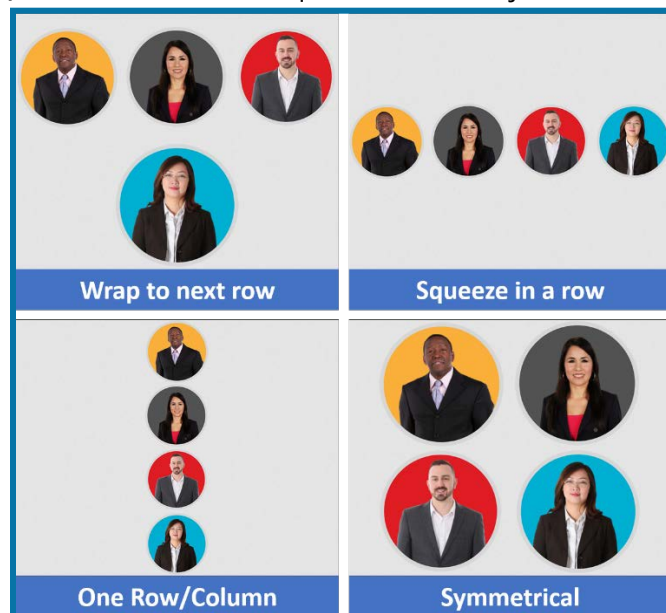 Wrap to next row
Squeeze in a row
One Row/Column
Symmetrical